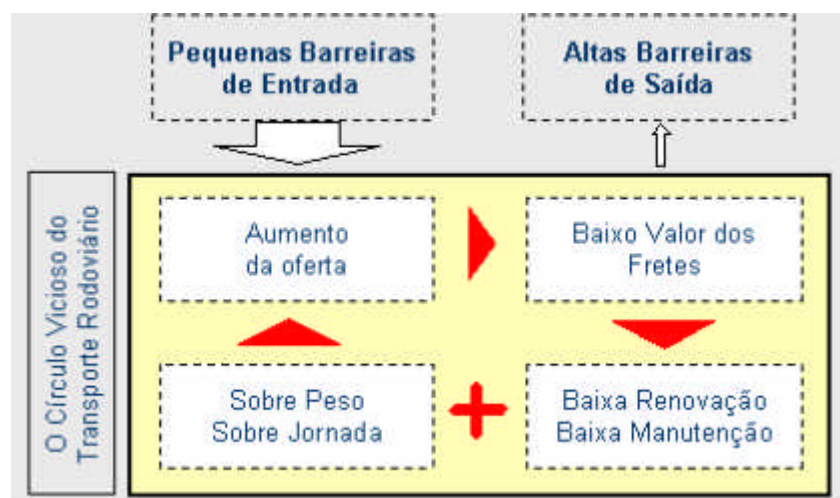 Pequenas Barreiras
de Entrada
Altas Barreiras
de Saída
O Círculo Vicioso do
Transporte Rodoviário
Aumento
da oferta
Baixo Valor dos
Fretes
Sobre Peso
Sobre Jornada
Baixa Renovação
Baixa Manutenção